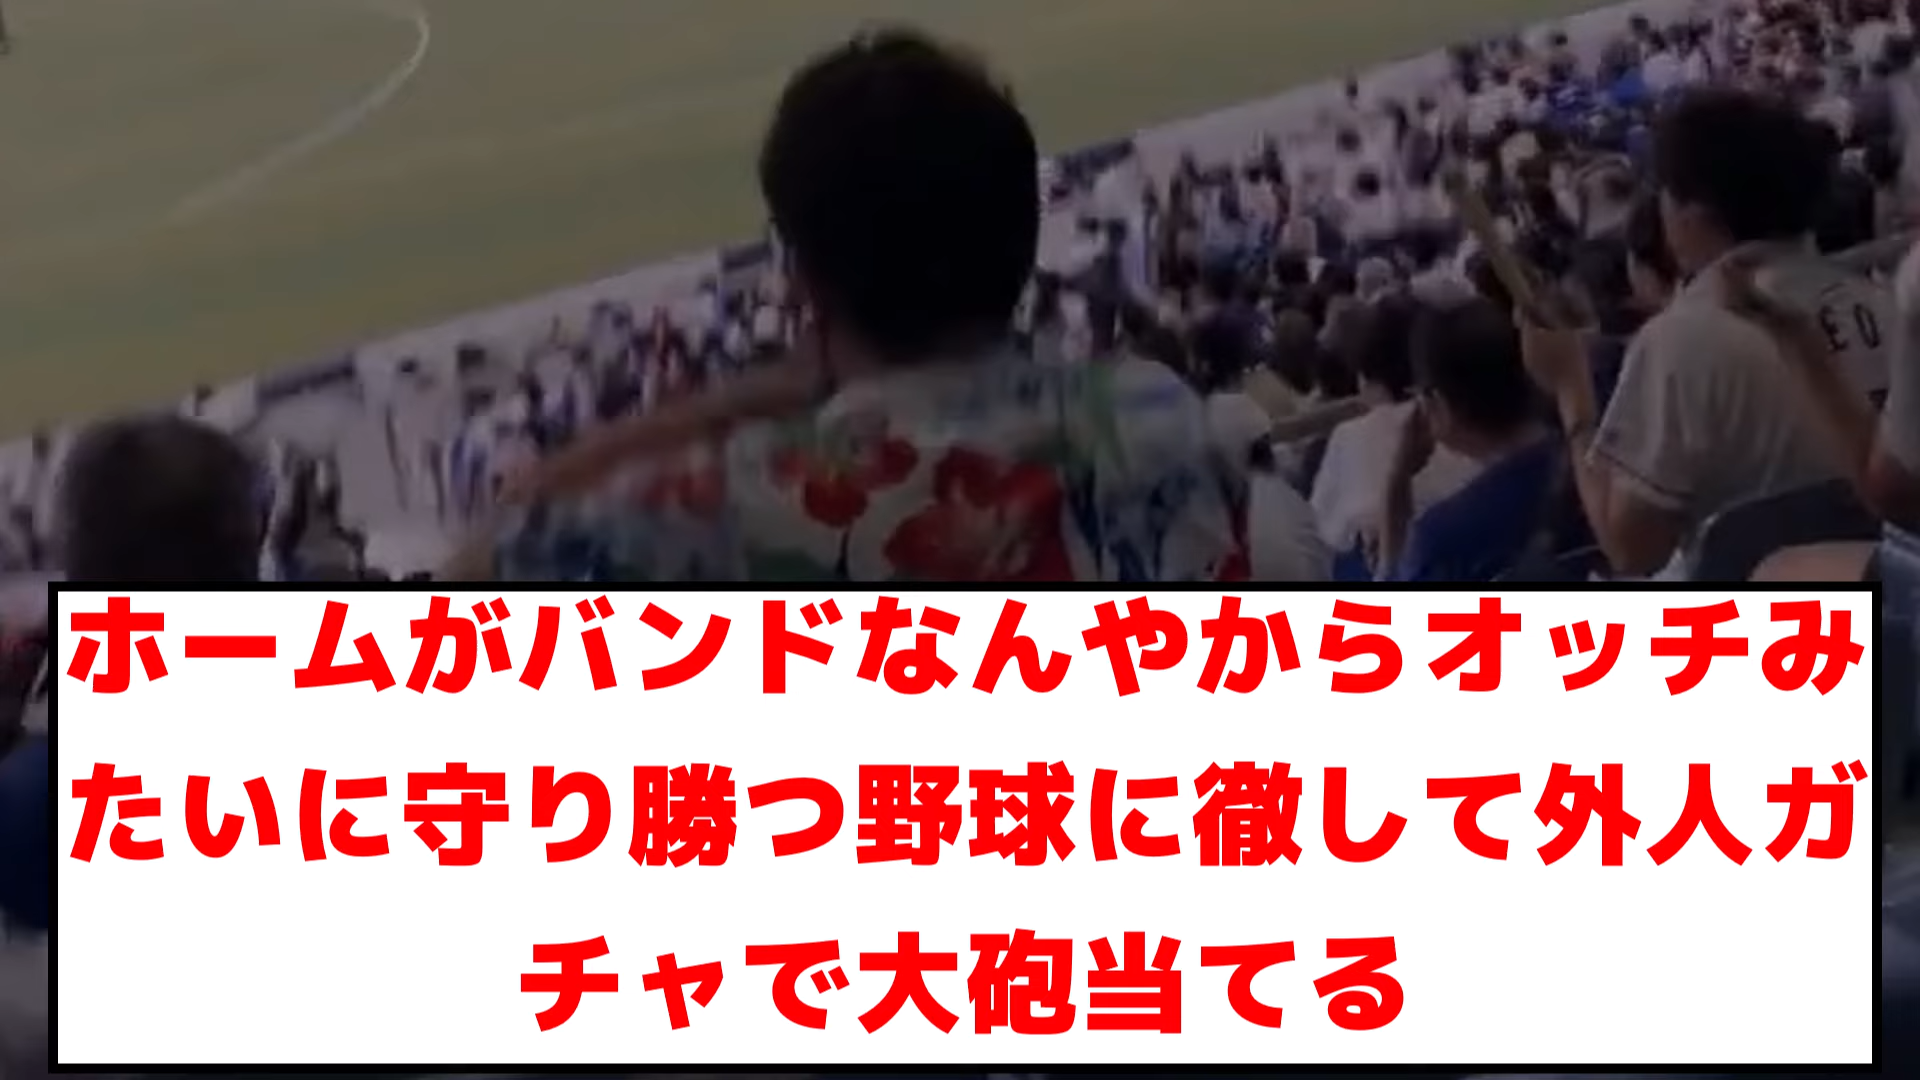 ホームがバンドなんやからオッチみ
たいに守り勝つ野球に徹して外人ガ
チャで大砲当てる